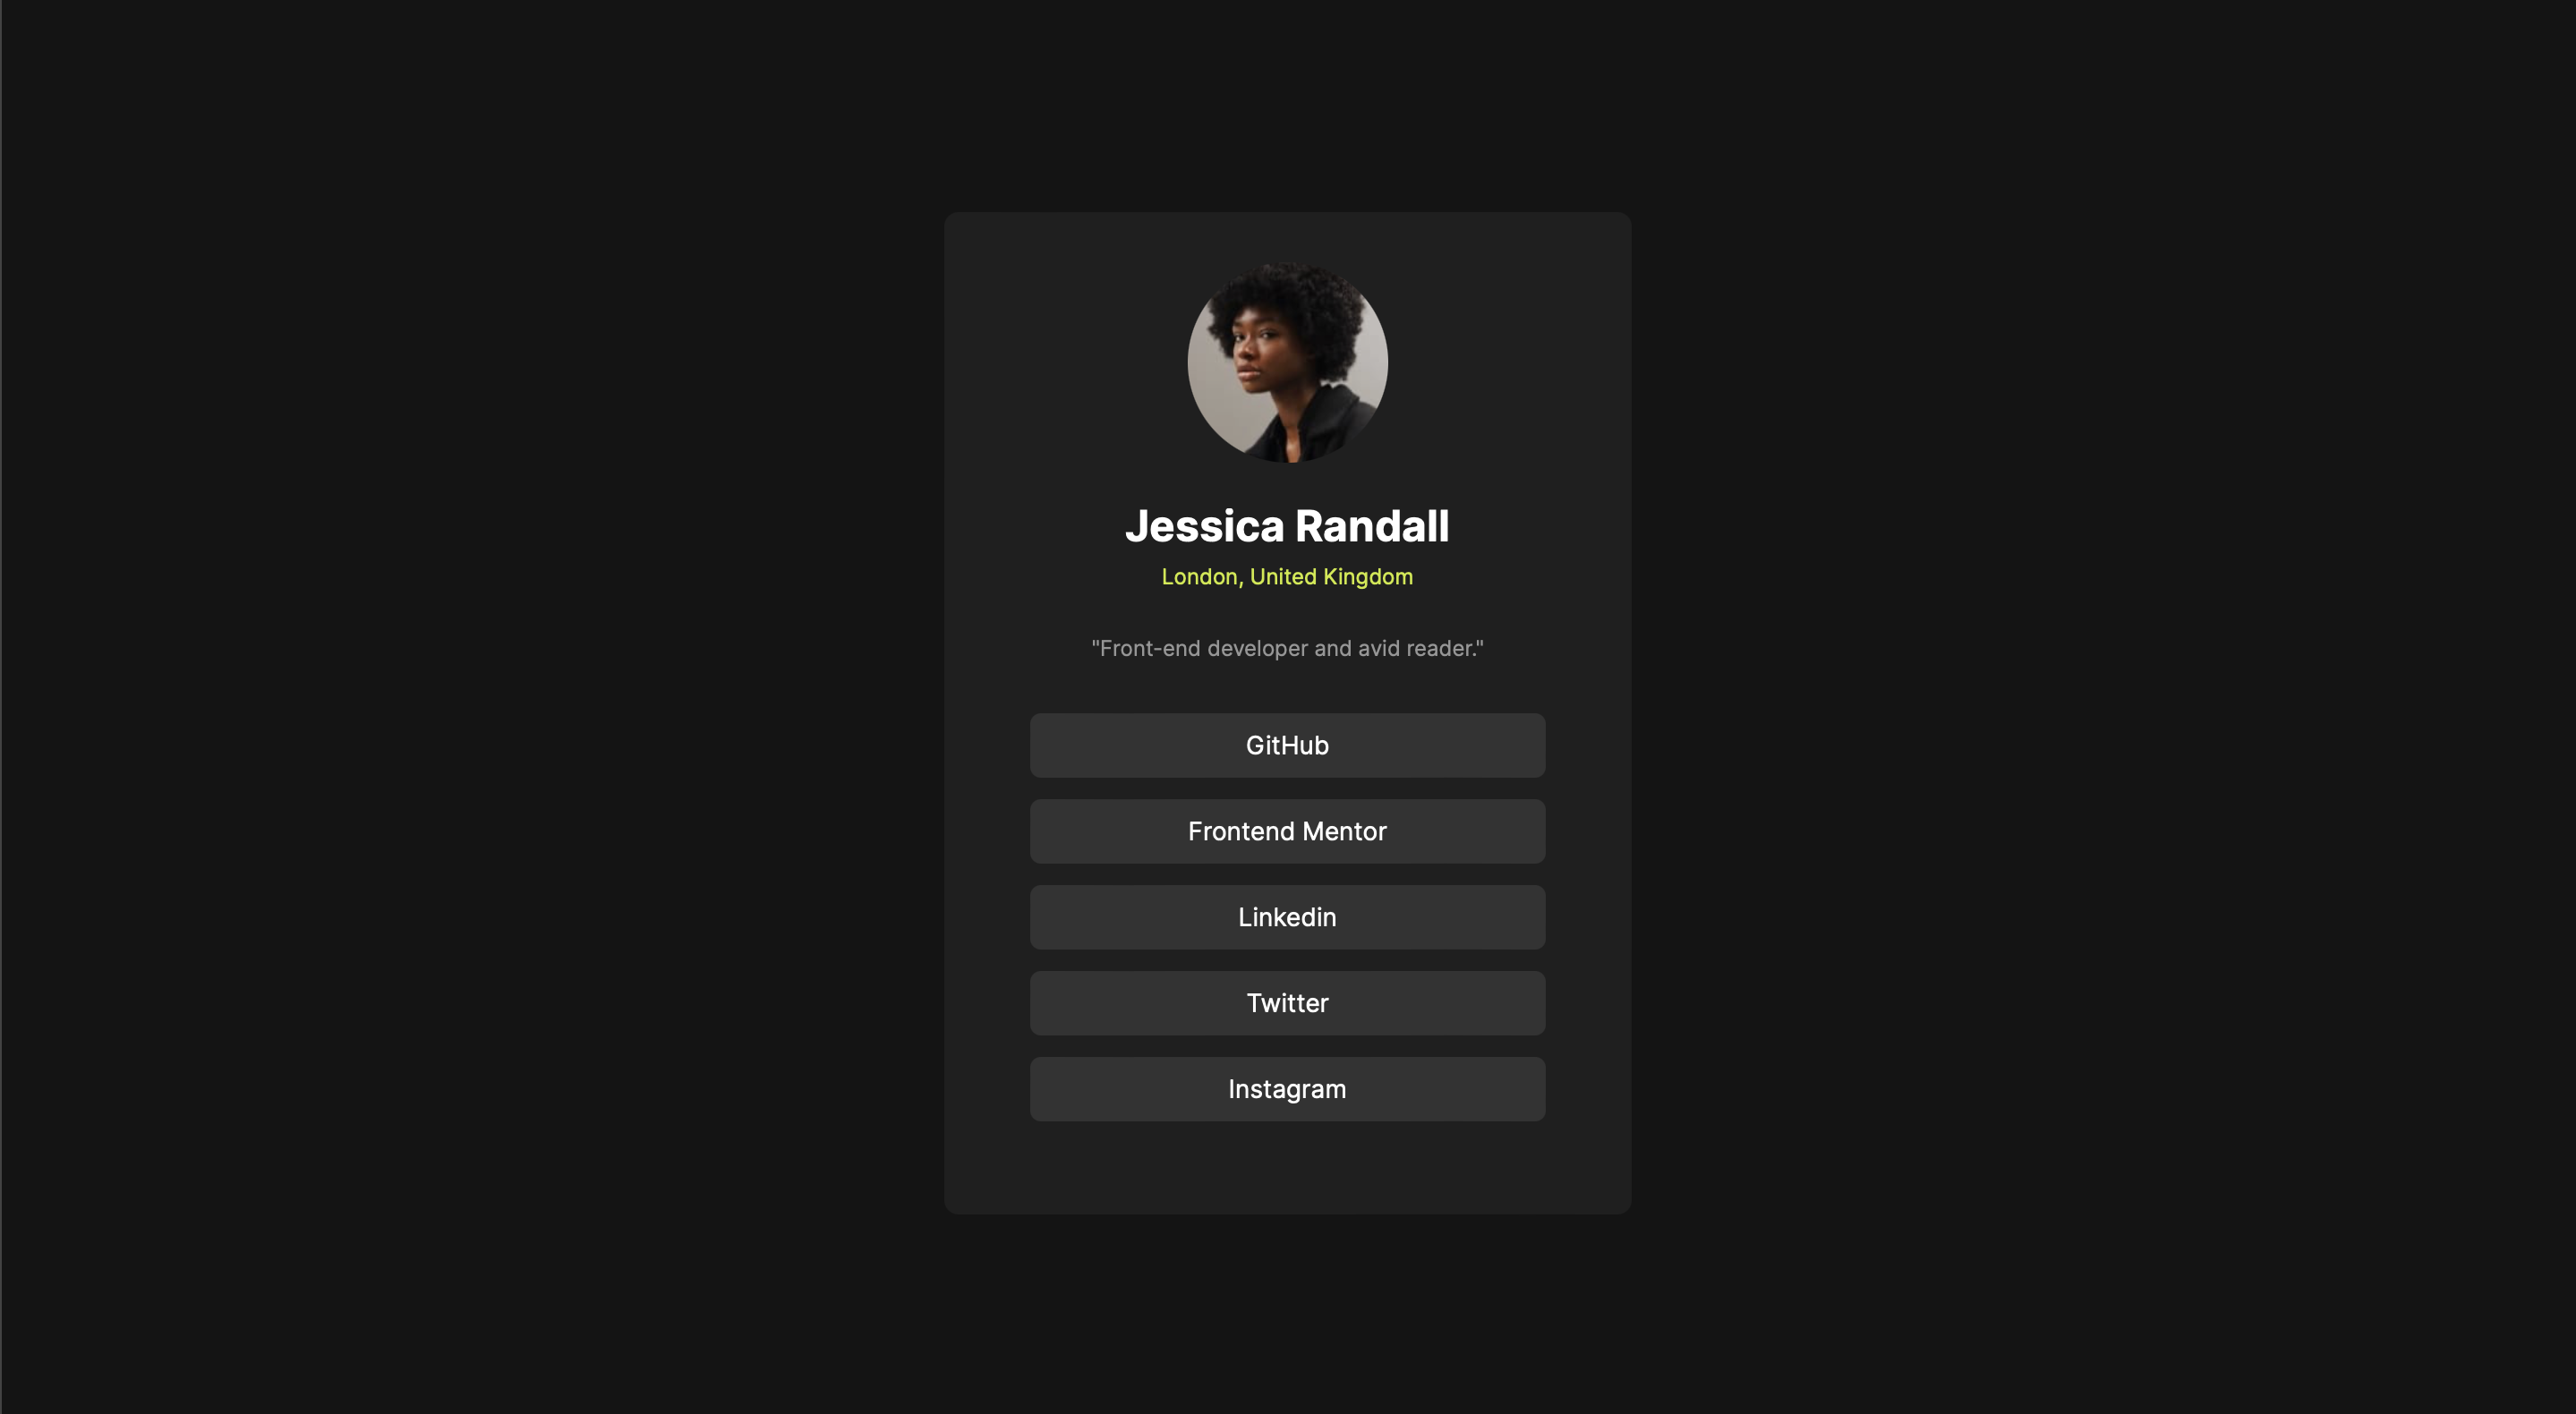 Jessica Randall
London, United Kingdom
"Front-end developer and avid reader."
GitHub
Frontend Mentor
Linkedin
Twitter
Instagram